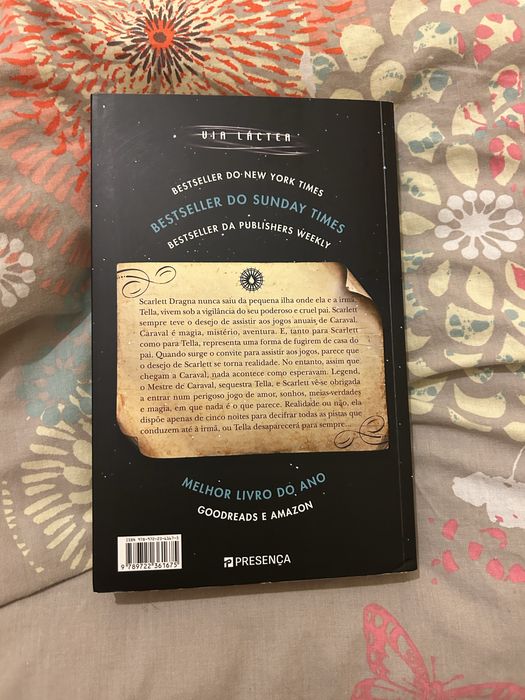 VIA LÁCTEA
BESTSELLER DO NEW YORK TIMES
BESTSELLER DO SUNDAY TIMES
BESTSELLER DA PUBLISHERS WEEKLY
Scarlett Dragna nunca saiu da pequena ilha onde ela e a irmã,
Tella, vivem sob a vigilância do seu poderoso e cruel pai. Scarlett
sempre teve o desejo de assistir aos jogos anuais de Caraval.
Caraval é magia, mistério, aventura. E, tanto para Scarlett
como para Tella, representa uma forma de fugirem de casa do
pai. Quando surge o convite para assistir aos jogos, parece que
o desejo de Scarlett se torna realidade. No entanto, assim que
chegam a Caraval, nada acontece como esperavam. Legend,
o Mestre de Caraval, sequestra Tella, e Scarlett vê-se obrigada
a entrar num perigoso jogo de amor, sonhos, meias-verdades
e magia, em que nada é o que parece. Realidade ou não, ela
dispõe apenas de cinco noites para decifrar todas as pistas que
conduzem até à irmã, ou Tella desaparecerá para sempre...
MELHOR LIVRO DO ANO
GOODREADS E AMAZON
ISBN 978-972-23-6167-5
9 789722 361675
PRESENÇA